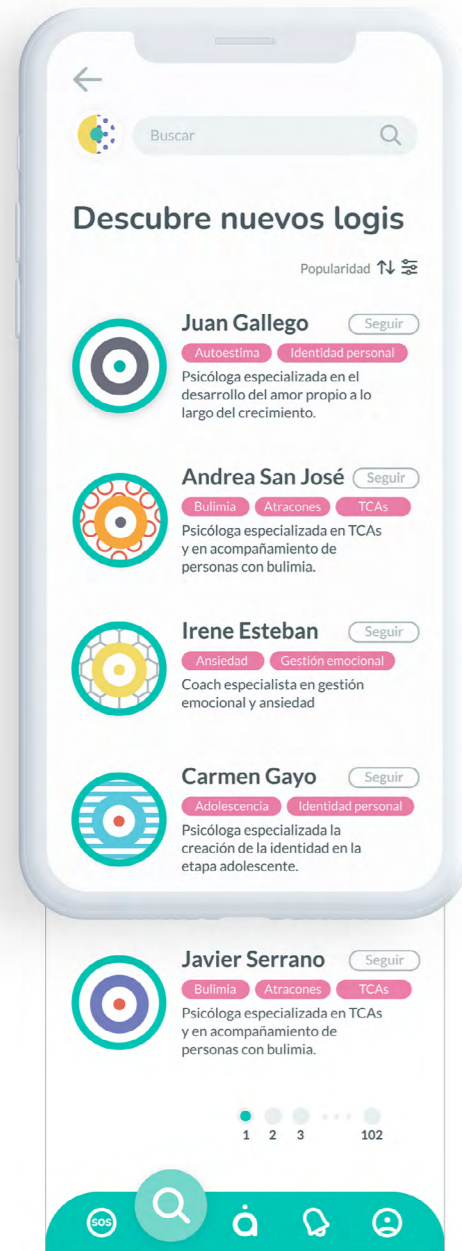 Buscar
Descubre nuevos logis
Popularidad
Juan Gallego
Seguir
Autoestima
Identidad personal
Psicóloga especializada en el
desarrollo del amor propio a lo
largo del crecimiento.
Andrea San José
Seguir
Bulimia
Atracones
TCAs
Psicóloga especializada en TCAs
y en acompañamiento de
personas con bulimia.
Irene Esteban
Seguir
Ansiedad
Gestión emocional
Coach especialista en gestión
emocional y ansiedad
Carmen Gayo
Seguir
Adolescencia
Identidad personal
Psicóloga especializada la
creación de la identidad en la
etapa adolescente.
Javier Serrano
Seguir
Bulimia
Atracones
TCAs
Psicóloga especializada en TCAs
y en acompañamiento de
personas con bulimia.
1 2 3 102
SOS